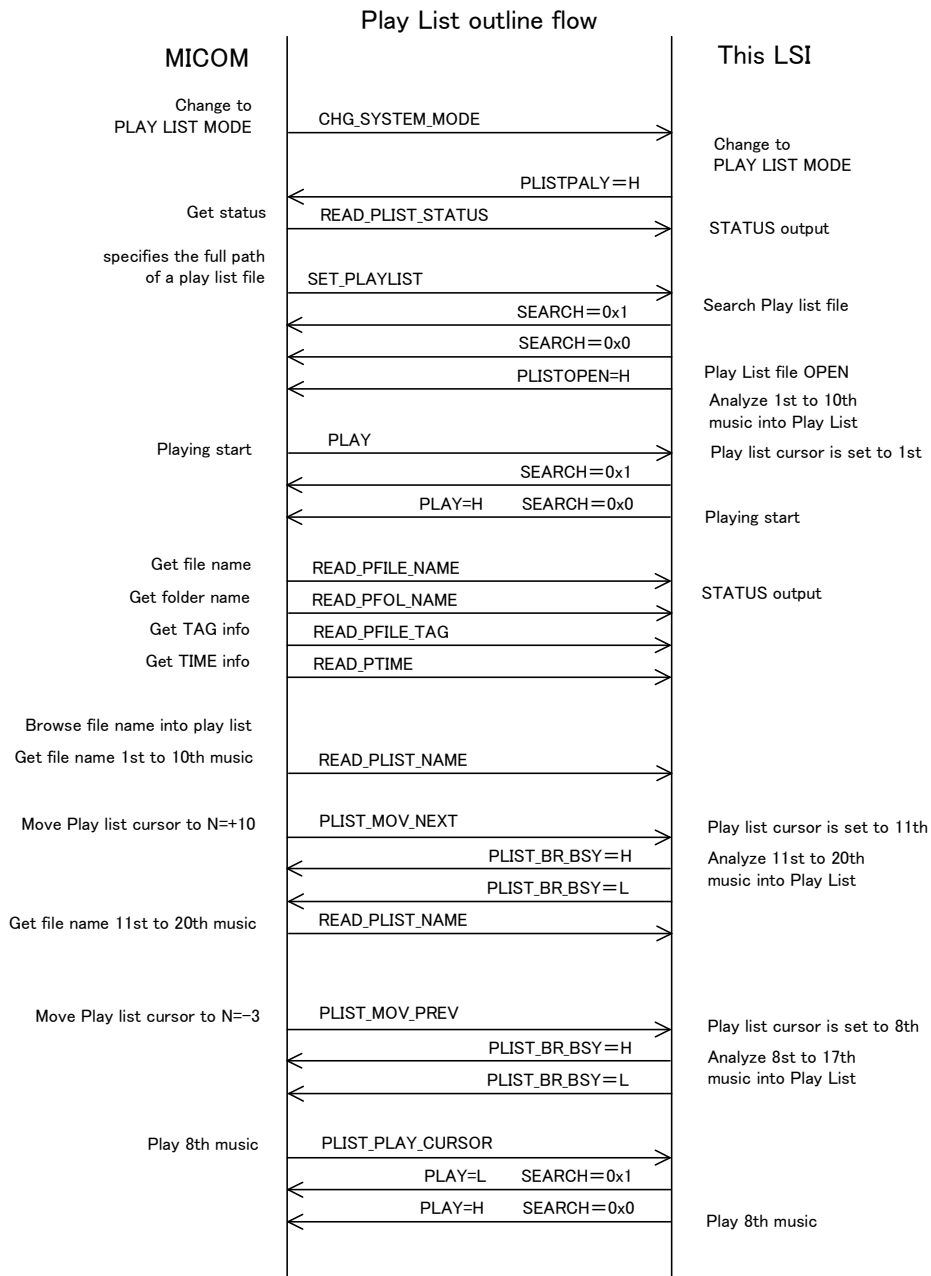 Play List outline flow
MICOM
This LSI
Change to
PLAY LIST MODE
CHG_SYSTEM_MODE
Change to
PLAY LIST MODE
PLISTPALY=H
Get status
READ_PLIST_STATUS
STATUS output
specifies the full path
of a play list file
SET_PLAYLIST
Search Play list file
SEARCH=0x1
SEARCH=0x0
Play List file OPEN
PLISTOPEN=H
Analyze 1st to 10th
music into Play List
Playing start
PLAY
Play list cursor is set to 1st
SEARCH=0x1
PLAY=H SEARCH=0x0
Playing start
Get file name
READ_PFILE_NAME
STATUS output
Get folder name
READ_PFOL_NAME
Get TAG info
READ_PFILE_TAG
Get TIME info
READ_PTIME
Browse file name into play list
Get file name 1st to 10th music
READ_PLIST_NAME
Move Play list cursor to N=+10
PLIST_MOV_NEXT
Play list cursor is set to 11th
PLIST_BR_BSY=H
Analyze 11st to 20th
music into Play List
PLIST_BR_BSY=L
Get file name 11st to 20th music
READ_PLIST_NAME
Move Play list cursor to N=-3
PLIST_MOV_PREV
Play list cursor is set to 8th
PLIST_BR_BSY=H
Analyze 8st to 17th
music into Play List
PLIST_BR_BSY=L
Play 8th music
PLIST_PLAY_CURSOR
PLAY=L SEARCH=0x1
PLAY=H SEARCH=0x0
Play 8th music